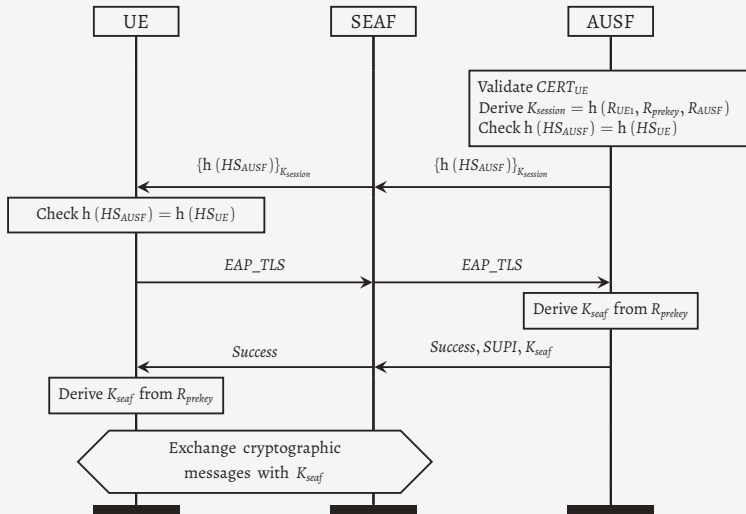 UE SEAF AUSF
Validate CERT_UE
Derive K_session = h (R_UE1, R_prekey, R_AUSF)
Check h (HS_AUSF) = h (HS_UE)
{h (HS_AUSF)}_K_session {h (HS_AUSF)}_K_session
Check h (HS_AUSF) = h (HS_UE)
EAP_TLS EAP_TLS
Derive K_seaf from R_prekey
Success Success, SUPI, K_seaf
Derive K_seaf from R_prekey
Exchange cryptographic
messages with K_seaf